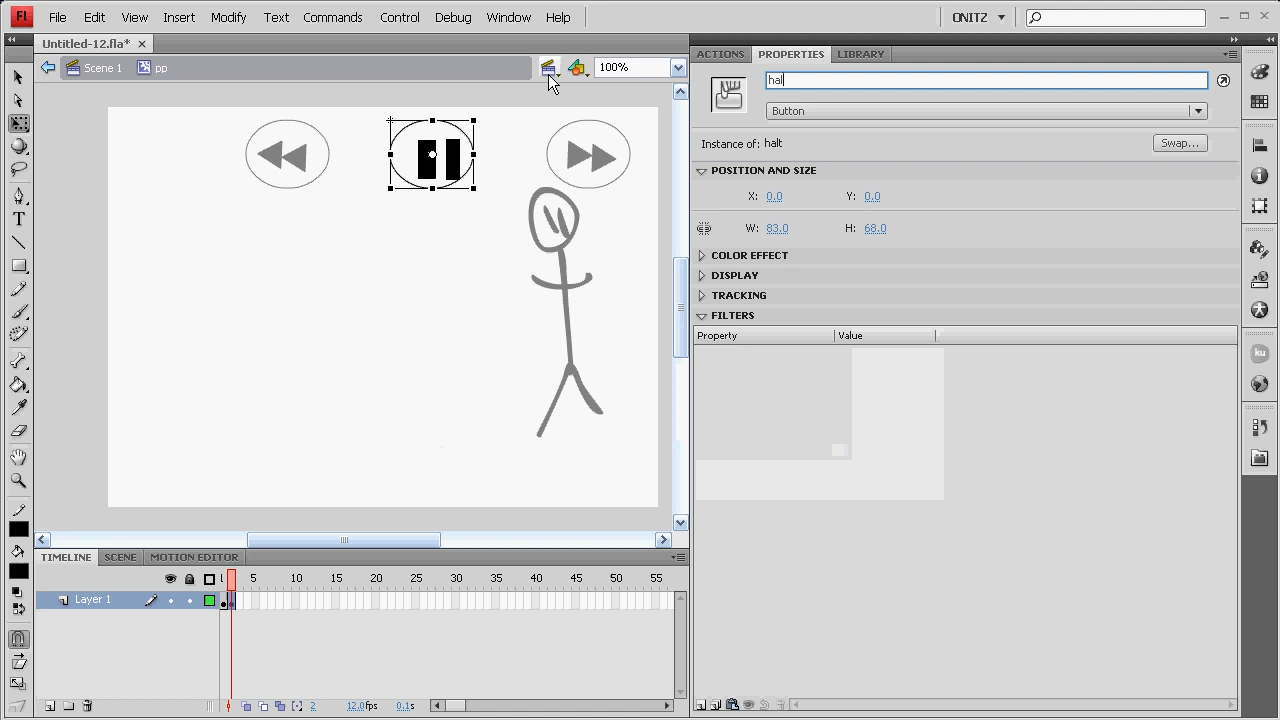 Fl File Edit View Insert Modify Text Commands Control Debug Window Help ONITZ
Untitled-12.fla*
Scene 1 pp 100%
ACTIONS PROPERTIES LIBRARY
hal
Button
Instance of: halt Swap...
POSITION AND SIZE
X: 0.0 Y: 0.0
W: 83.0 H: 68.0
COLOR EFFECT
DISPLAY
TRACKING
FILTERS
Property Value
ku
T
TIMELINE SCENE MOTION EDITOR
5 10 15 20 25 30 35 40 45 50 55
Layer 1
2 12.0fps 0.1s